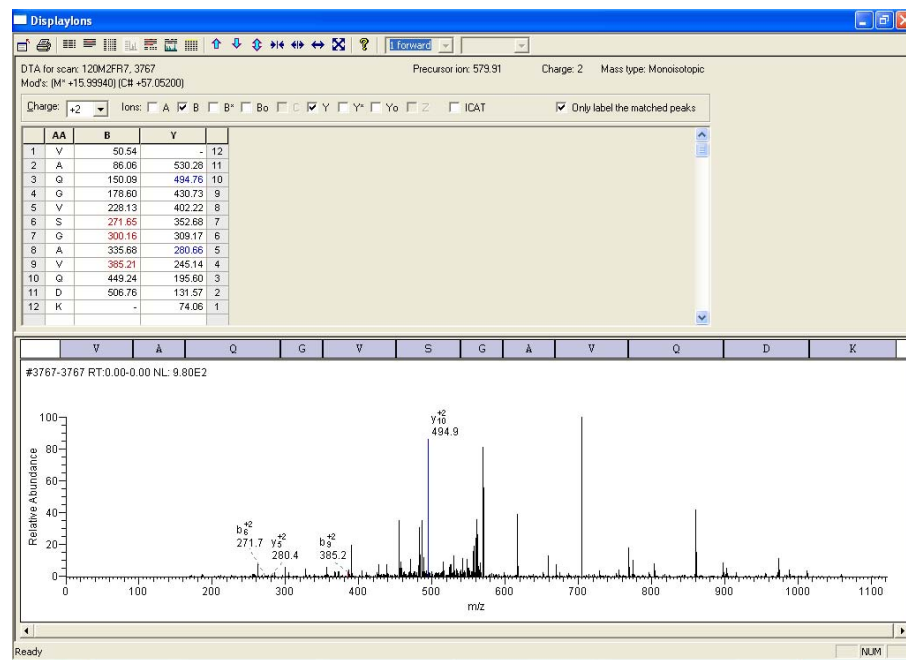 DisplayIons
1 forward
DTA for scan: 120M2FR7, 3767 Precursor ion: 579.91 Charge: 2 Mass type: Monoisotopic
Mod's: (M* +15.99940) (C# +57.05200)
Charge: +2 Ions: A B B* Bo C Y Y* Yo Z ICAT Only label the matched peaks
AA B Y
1 V 50.54 - 12
2 A 86.06 530.28 11
3 Q 150.09 494.76 10
4 G 178.60 430.73 9
5 V 228.13 402.22 8
6 S 271.65 352.68 7
7 G 300.16 309.17 6
8 A 335.68 280.66 5
9 V 385.21 245.14 4
10 Q 449.24 195.60 3
11 D 506.76 131.57 2
12 K - 74.06 1
V A Q G V S G A V Q D K
#3767-3767 RT:0.00-0.00 NL: 9.80E2
y10+2
494.9
b6+2
271.7
y5+2
280.4
b9+2
385.2
Relative Abundance
100
80
60
40
20
0
0 100 200 300 400 500 600 700 800 900 1000 1100
m/z
Ready NUM